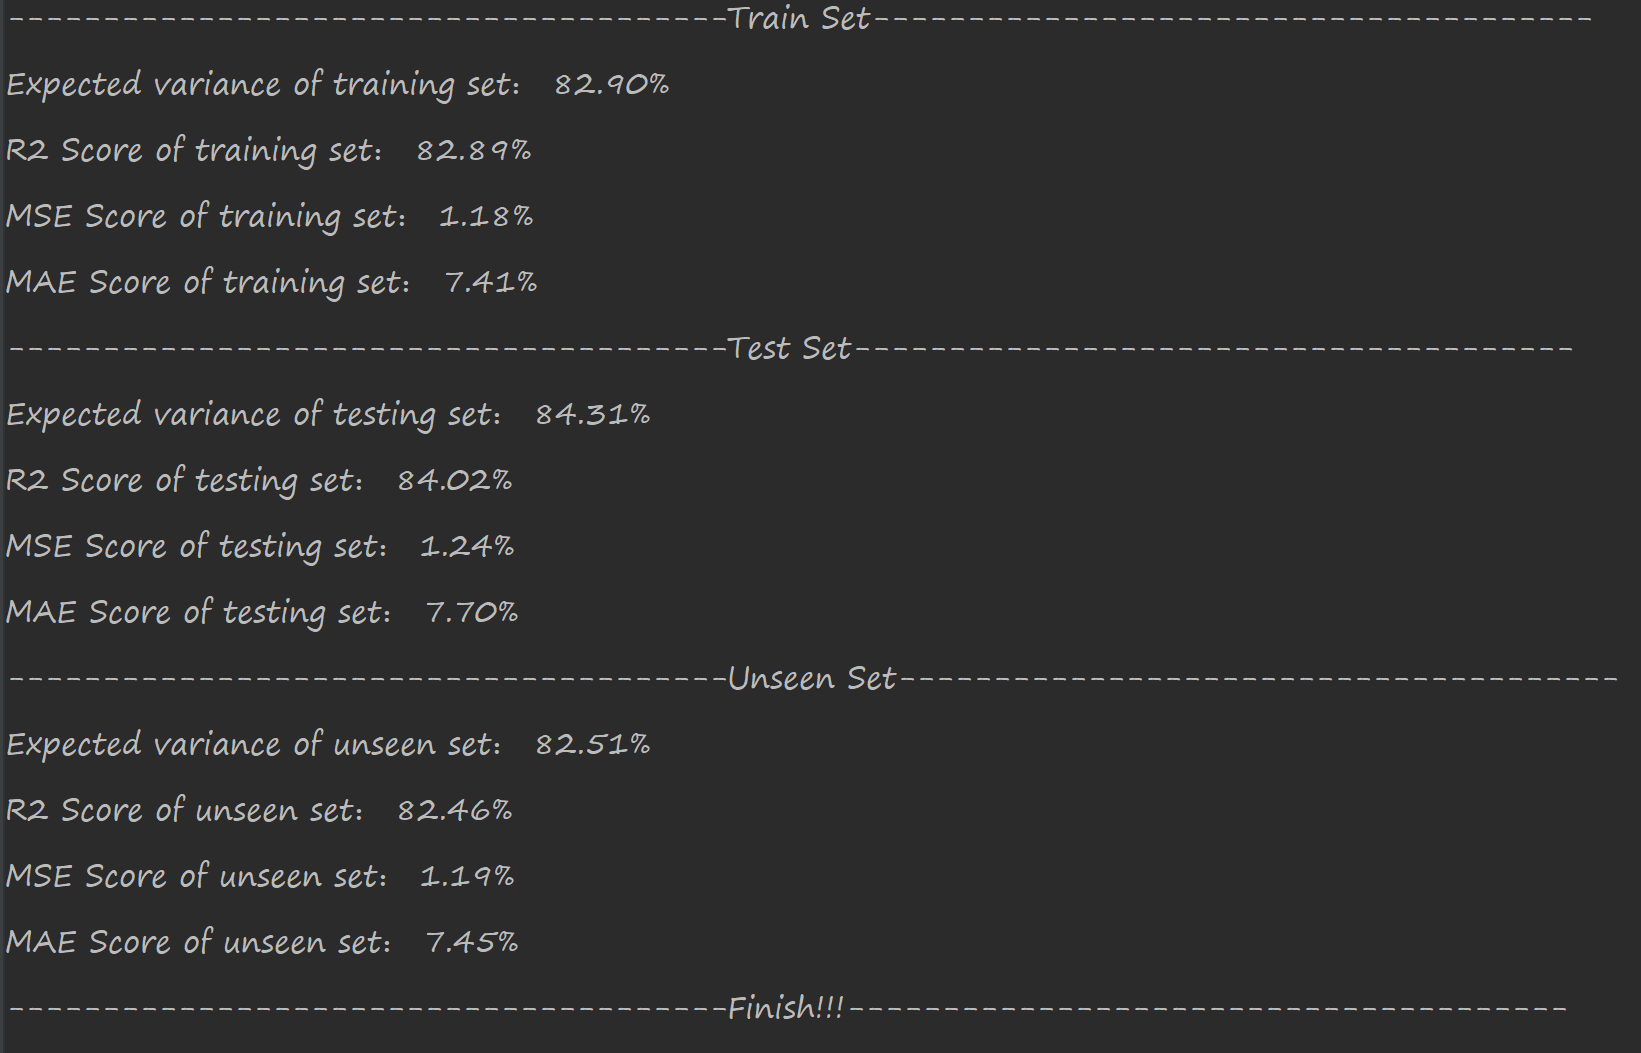 --------------------------------------Train Set--------------------------------------
Expected variance of training set： 82.90%
R2 Score of training set： 82.89%
MSE Score of training set： 1.18%
MAE Score of training set： 7.41%
--------------------------------------Test Set--------------------------------------
Expected variance of testing set： 84.31%
R2 Score of testing set： 84.02%
MSE Score of testing set： 1.24%
MAE Score of testing set： 7.70%
--------------------------------------Unseen Set--------------------------------------
Expected variance of unseen set： 82.51%
R2 Score of unseen set： 82.46%
MSE Score of unseen set： 1.19%
MAE Score of unseen set： 7.45%
--------------------------------------Finish!!!--------------------------------------